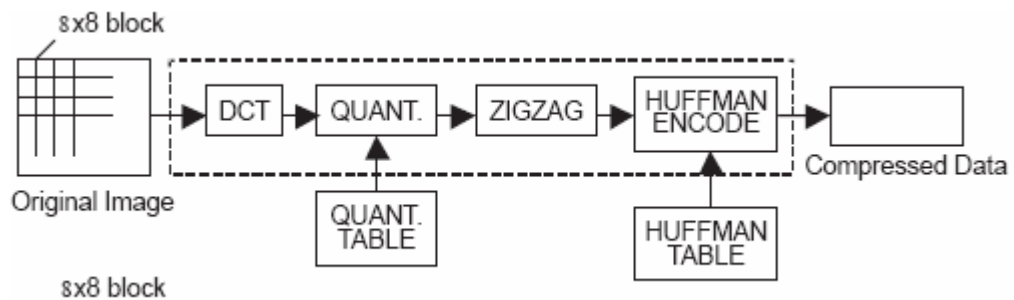 8x8 block
DCT
QUANT.
ZIGZAG
HUFFMAN
ENCODE
Compressed Data
Original Image
QUANT.
TABLE
HUFFMAN
TABLE
8x8 block